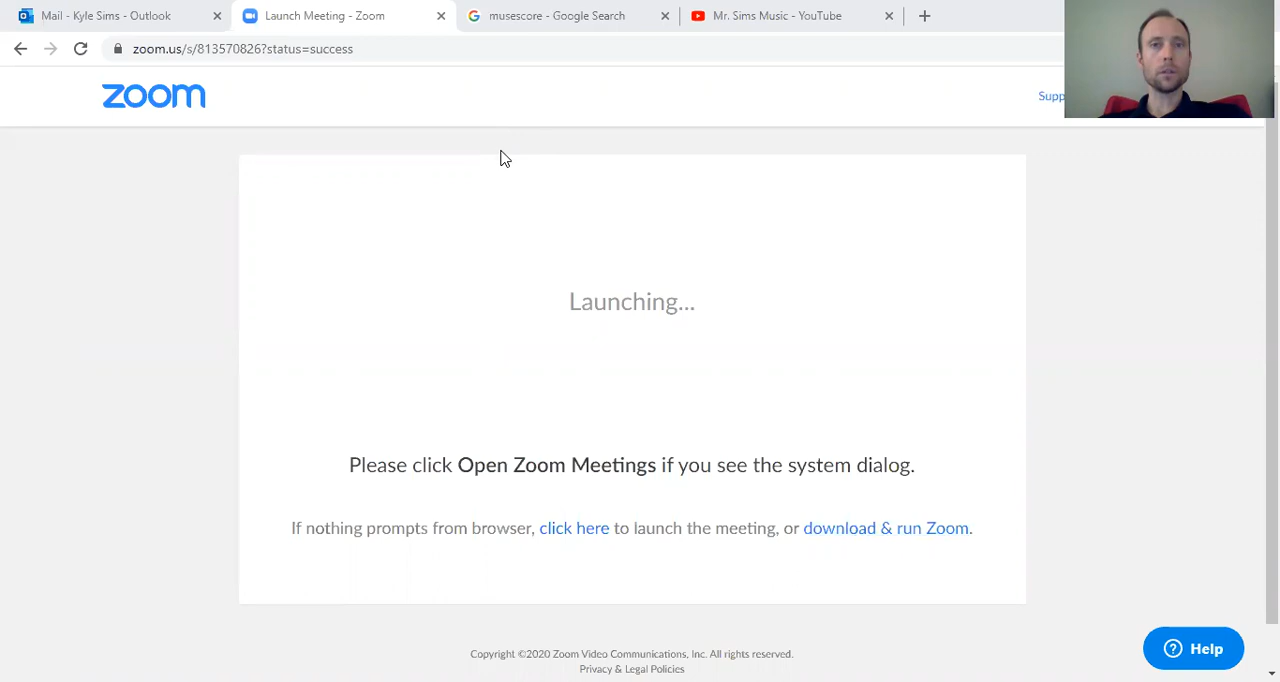 Mail - Kyle Sims - Outlook
Launch Meeting - Zoom
musescore - Google Search
Mr. Sims Music - YouTube
zoom.us/s/813570826?status=success
zoom
Supp
Launching...
Please click Open Zoom Meetings if you see the system dialog.
If nothing prompts from browser, click here to launch the meeting, or download & run Zoom.
Help
Copyright ©2020 Zoom Video Communications, Inc. All rights reserved.
Privacy & Legal Policies